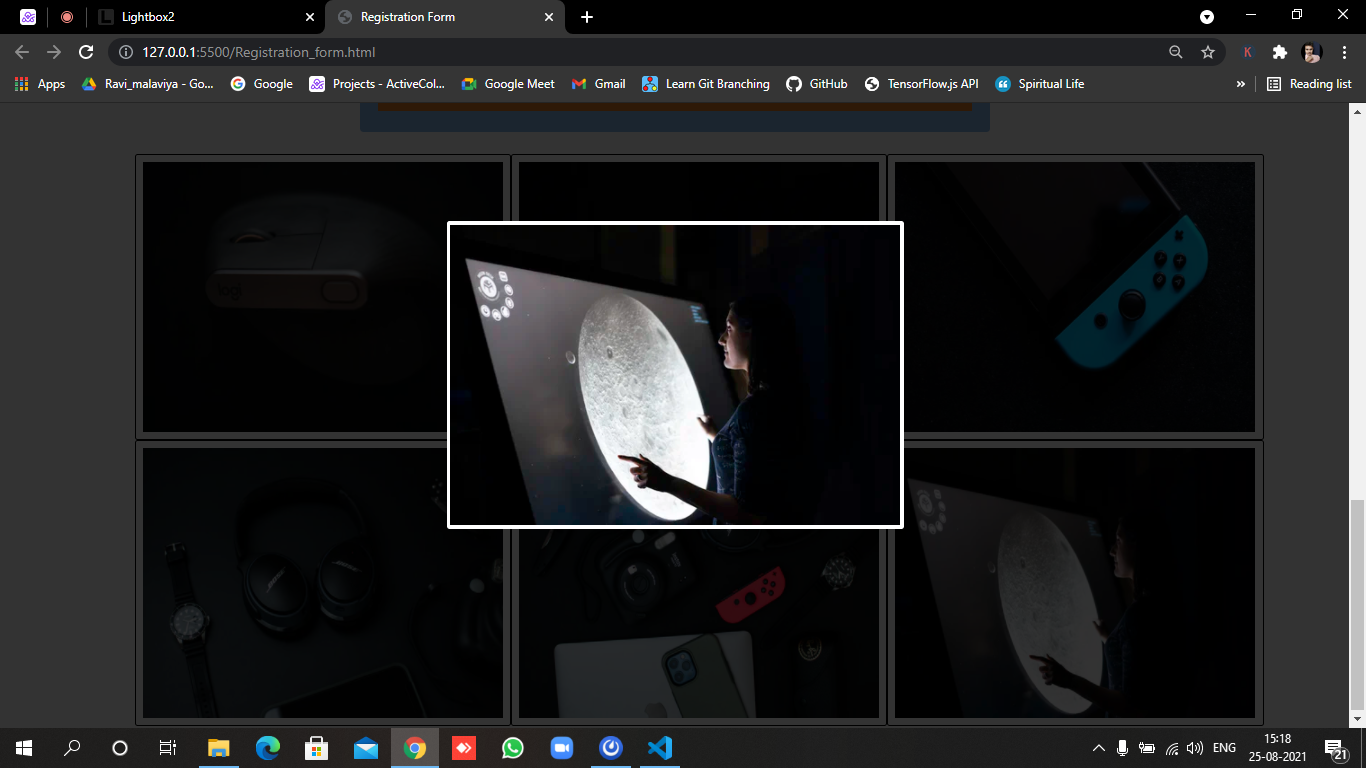 Lightbox2
Registration Form
127.0.0.1:5500/Registration_form.html
K
Apps
Ravi_malaviya - Go...
Google
Projects - ActiveCol...
Google Meet
Gmail
Learn Git Branching
GitHub
TensorFlow.js API
Spiritual Life
»
Reading list
logi
ENG
15:18
25-08-2021
21